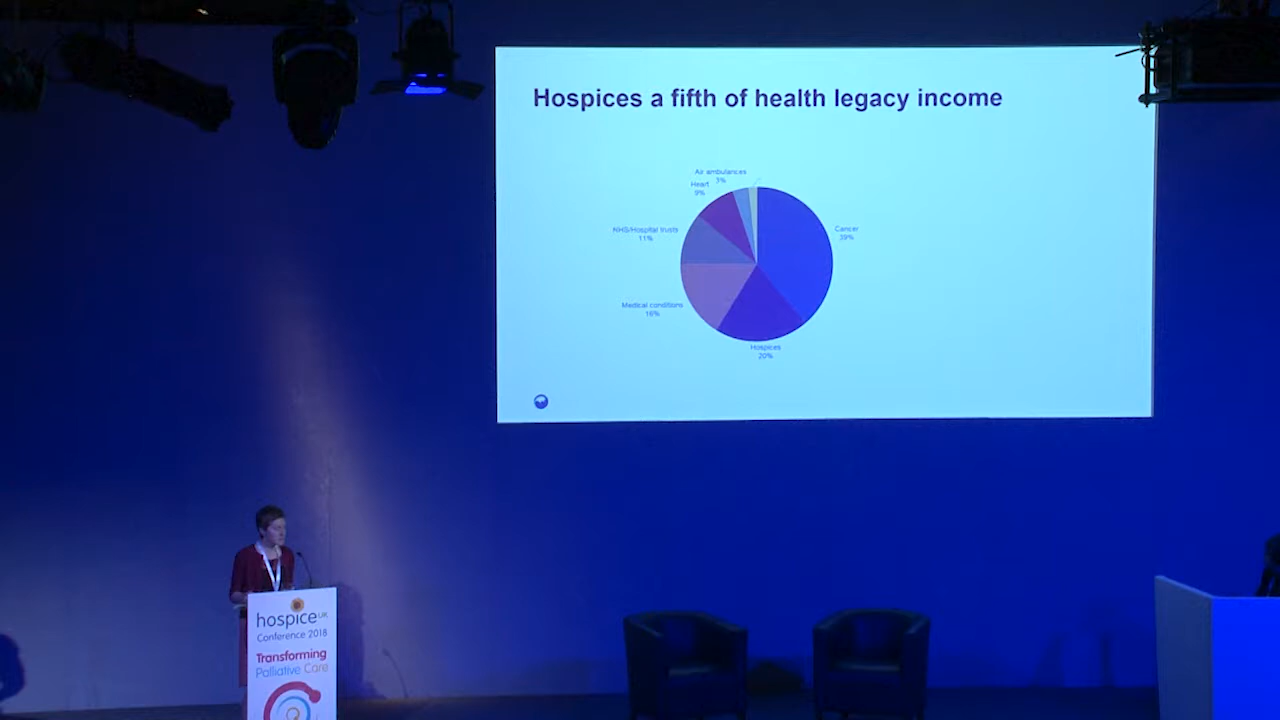 Hospices a fifth of health legacy income
Air ambulances
3%
Heart
9%
NHS/Hospital trusts
11%
Cancer
39%
Medical conditions
16%
Hospices
20%
hospice UK
Conference 2018
Transforming
Palliative Care